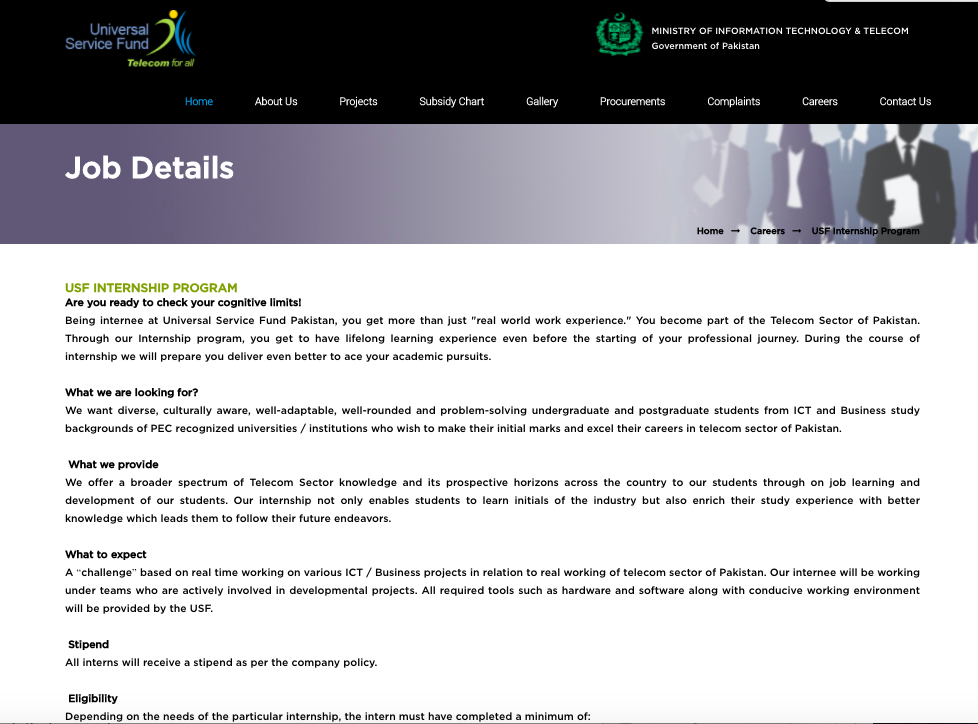 Universal
Service Fund
Telecom for all
MINISTRY OF INFORMATION TECHNOLOGY & TELECOM
Government of Pakistan
Home About Us Projects Subsidy Chart Gallery Procurements Complaints Careers Contact Us
Job Details
Home → Careers → USF Internship Program
USF INTERNSHIP PROGRAM
Are you ready to check your cognitive limits!
Being internee at Universal Service Fund Pakistan, you get more than just "real world work experience." You become part of the Telecom Sector of Pakistan.
Through our Internship program, you get to have lifelong learning experience even before the starting of your professional journey. During the course of
internship we will prepare you deliver even better to ace your academic pursuits.
What we are looking for?
We want diverse, culturally aware, well-adaptable, well-rounded and problem-solving undergraduate and postgraduate students from ICT and Business study
backgrounds of PEC recognized universities / institutions who wish to make their initial marks and excel their careers in telecom sector of Pakistan.
What we provide
We offer a broader spectrum of Telecom Sector knowledge and its prospective horizons across the country to our students through on job learning and
development of our students. Our internship not only enables students to learn initials of the industry but also enrich their study experience with better
knowledge which leads them to follow their future endeavors.
What to expect
A “challenge” based on real time working on various ICT / Business projects in relation to real working of telecom sector of Pakistan. Our internee will be working
under teams who are actively involved in developmental projects. All required tools such as hardware and software along with conducive working environment
will be provided by the USF.
Stipend
All interns will receive a stipend as per the company policy.
Eligibility
Depending on the needs of the particular internship, the intern must have completed a minimum of: